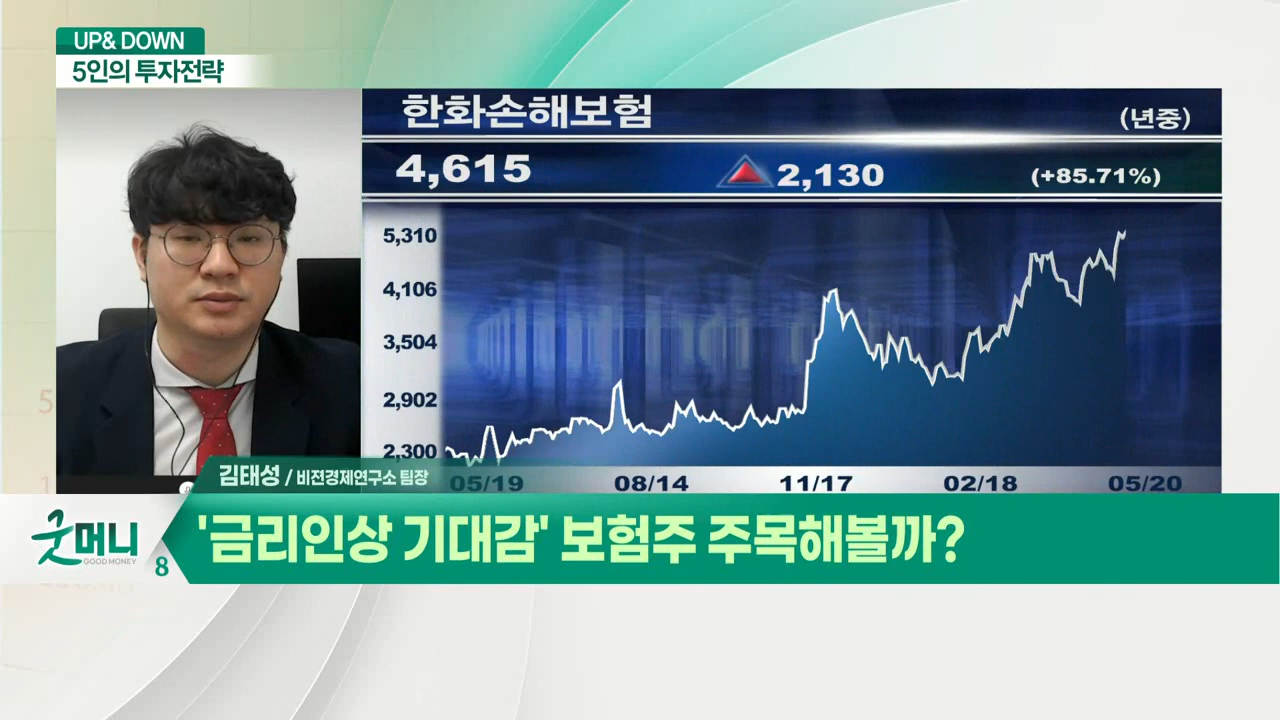 UP& DOWN
5인의 투자전략
한화손해보험
(년중)
4,615
2,130
(+85.71%)
5,310
4,106
3,504
2,902
2,300
05/19
08/14
11/17
02/18
05/20
김태성 / 비전경제연구소 팀장
굿머니
GOOD MONEY
8
'금리인상 기대감' 보험주 주목해볼까?
5
1